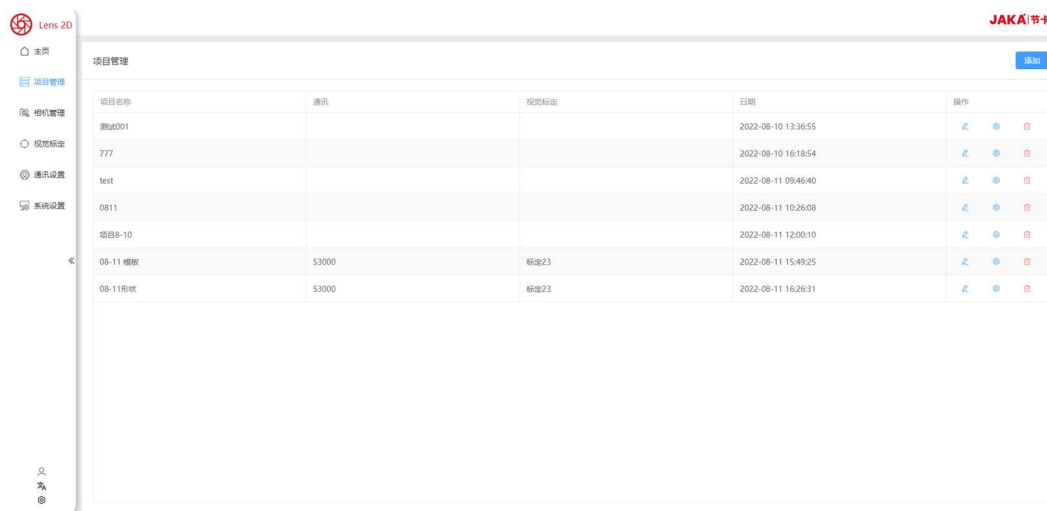 Lens 2D
JAKA 节卡
主页
项目管理
相机管理
视觉标定
通讯设置
系统设置
项目管理
添加
项目名称 通讯 视觉标定 日期 操作
测试001 2022-08-10 13:36:55
777 2022-08-10 16:18:54
test 2022-08-11 09:46:40
0811 2022-08-11 10:26:08
项目8-10 2022-08-11 12:00:10
08-11 模板 S3000 标定23 2022-08-11 15:49:25
08-11形状 S3000 标定23 2022-08-11 16:26:31